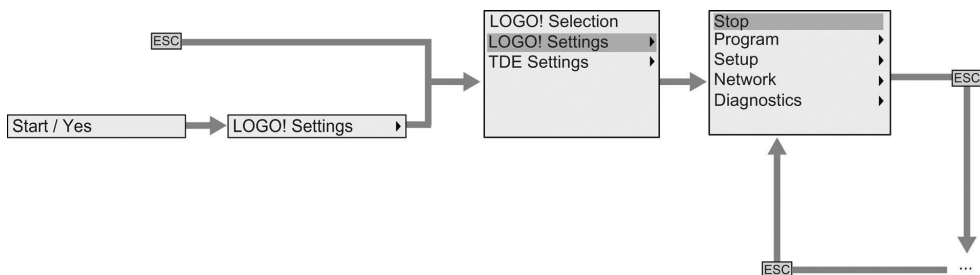 ESC
Start / Yes
LOGO! Settings
LOGO! Selection
LOGO! Settings
TDE Settings
Stop
Program
Setup
Network
Diagnostics
ESC
ESC
...